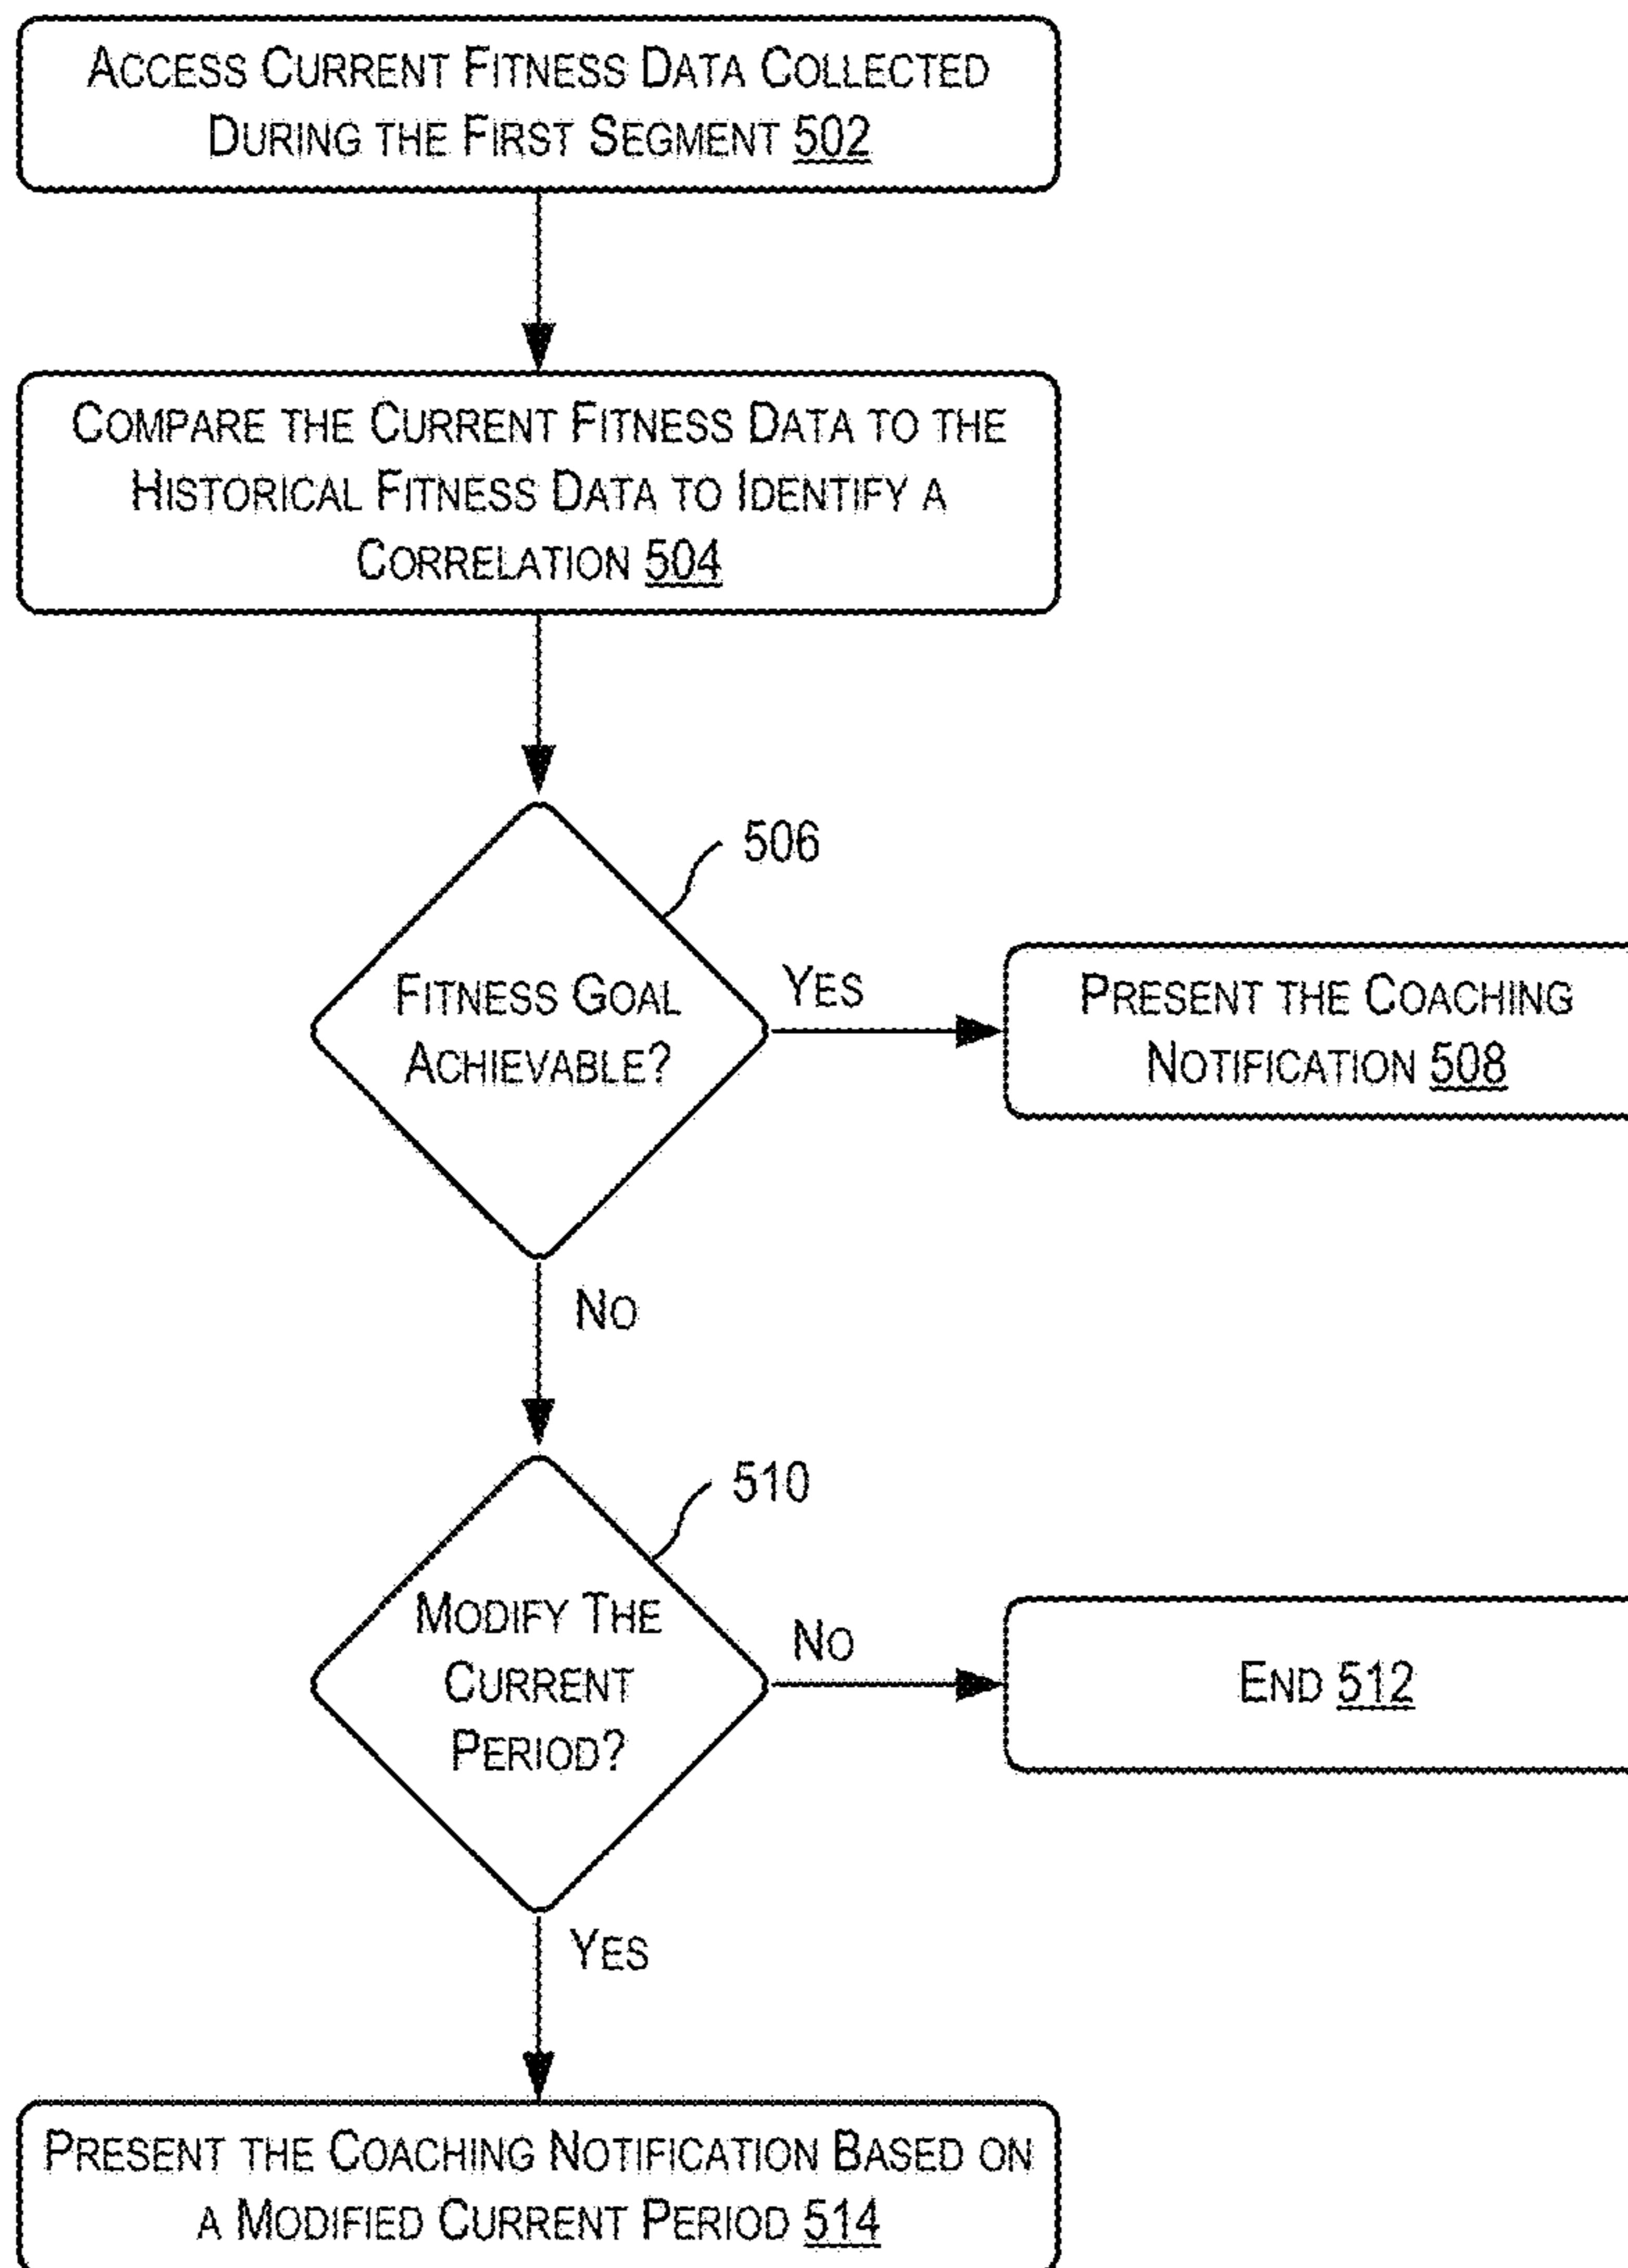 ACCESS CURRENT FITNESS DATA COLLECTED
DURING THE FIRST SEGMENT 502
COMPARE THE CURRENT FITNESS DATA TO THE
HISTORICAL FITNESS DATA TO IDENTIFY A
CORRELATION 504
506
FITNESS GOAL
ACHIEVABLE?
YES
PRESENT THE COACHING
NOTIFICATION 508
NO
510
MODIFY THE
CURRENT
PERIOD?
NO
END 512
YES
PRESENT THE COACHING NOTIFICATION BASED ON
A MODIFIED CURRENT PERIOD 514